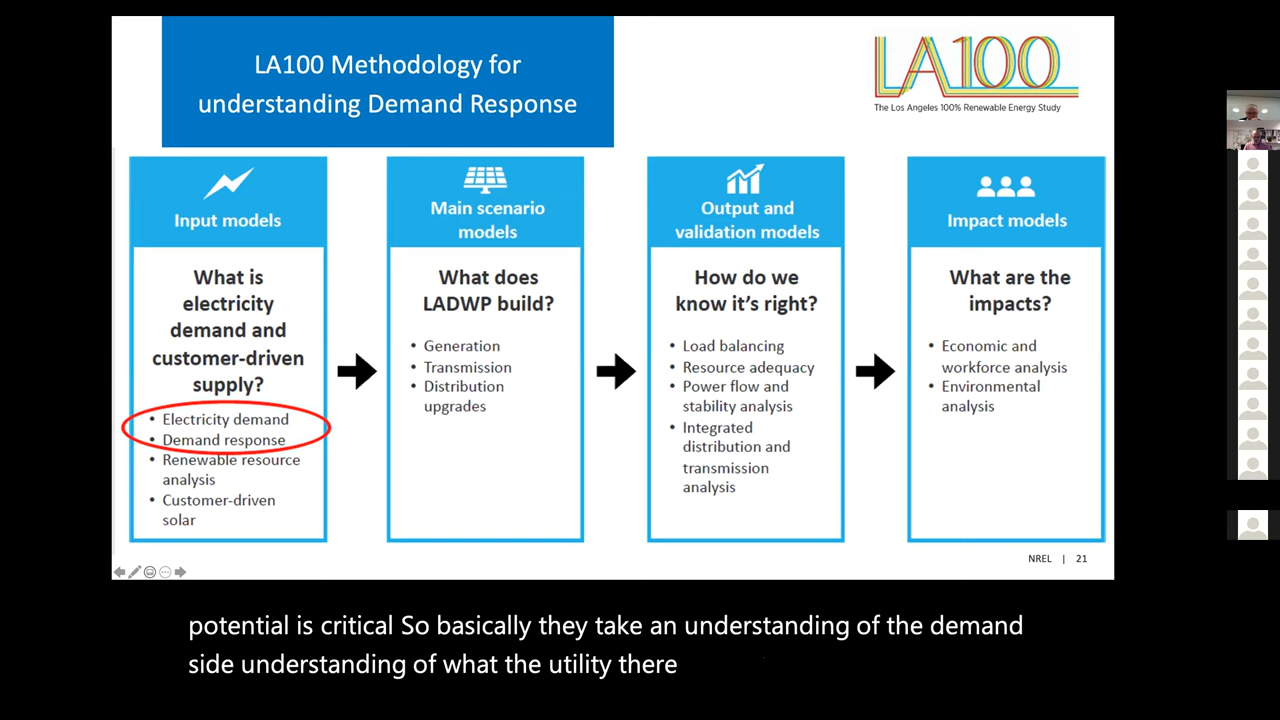 LA100 Methodology for
understanding Demand Response
LA100
The Los Angeles 100% Renewable Energy Study
Input models
What is
electricity
demand and
customer-driven
supply?
• Electricity demand
• Demand response
• Renewable resource
analysis
• Customer-driven
solar
Main scenario
models
What does
LADWP build?
• Generation
• Transmission
• Distribution
upgrades
Output and
validation models
How do we
know it's right?
• Load balancing
• Resource adequacy
• Power flow and
stability analysis
• Integrated
distribution and
transmission
analysis
Impact models
What are the
impacts?
• Economic and
workforce analysis
• Environmental
analysis
NREL | 21
potential is critical So basically they take an understanding of the demand
side understanding of what the utility there